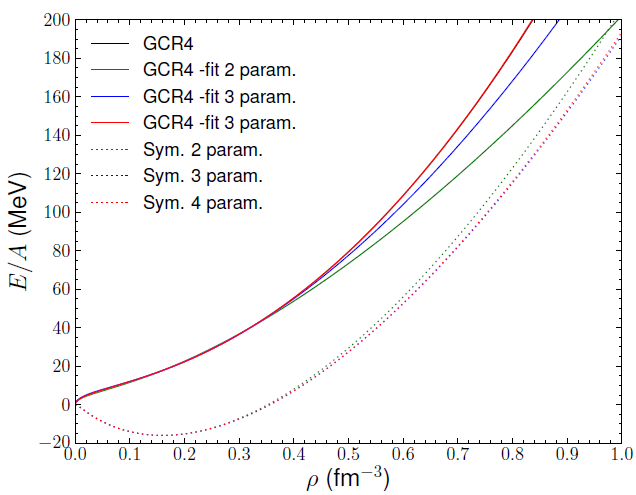 200
180
160
140
120
100
80
60
40
20
0
−20
E/A (MeV)
GCR4
GCR4 -fit 2 param.
GCR4 -fit 3 param.
GCR4 -fit 3 param.
Sym. 2 param.
Sym. 3 param.
Sym. 4 param.
0.0 0.1 0.2 0.3 0.4 0.5 0.6 0.7 0.8 0.9 1.0
ρ (fm⁻³)